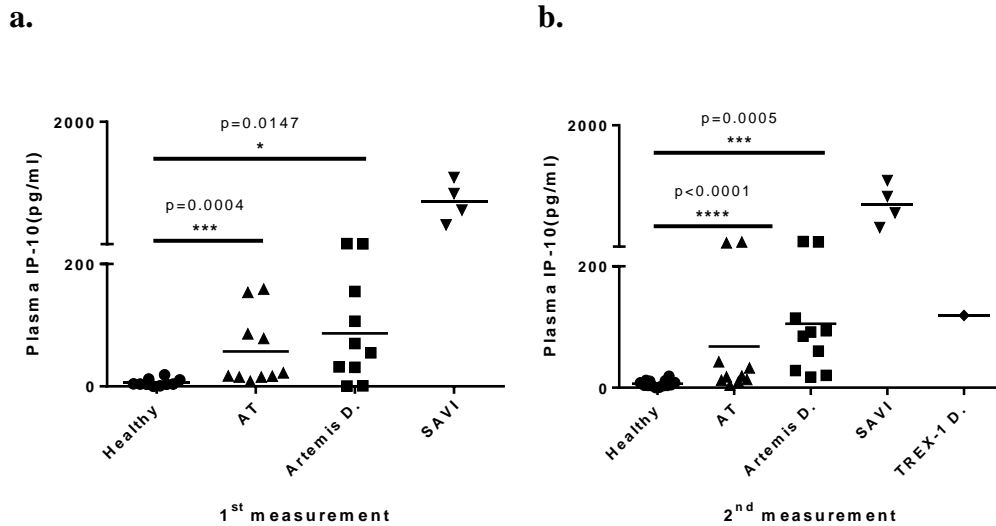 a.
Plasma IP-10(pg/ml)
2000
200
0
p=0.0147
*
p=0.0004
***
Healthy
AT
Artemis D.
SAVI
1st measurement
b.
Plasma IP-10(pg/ml)
2000
200
0
p=0.0005
***
p<0.0001
****
Healthy
AT
Artemis D.
SAVI
TREX-1 D.
2nd measurement